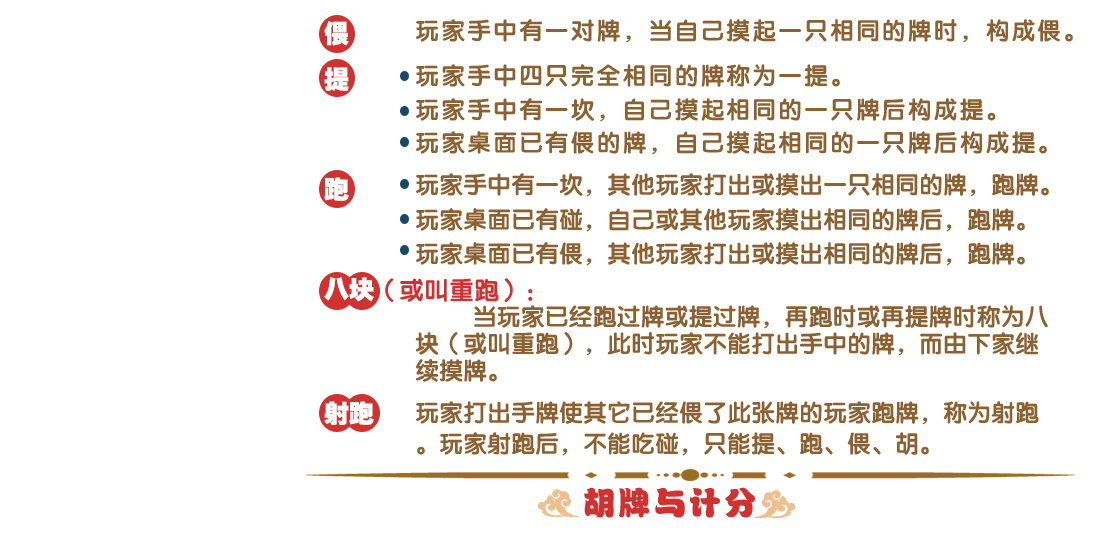 偎 玩家手中有一对牌，当自己摸起一只相同的牌时，构成偎。
提 •玩家手中四只完全相同的牌称为一提。
•玩家手中有一坎，自己摸起相同的一只牌后构成提。
•玩家桌面已有偎的牌，自己摸起相同的一只牌后构成提。
跑 •玩家手中有一坎，其他玩家打出或摸出一只相同的牌，跑牌。
•玩家桌面已有碰，自己或其他玩家摸出相同的牌后，跑牌。
•玩家桌面已有偎，其他玩家打出或摸出相同的牌后，跑牌。
八块（或叫重跑）：
当玩家已经跑过牌或提过牌，再跑时或再提牌时称为八
块（或叫重跑），此时玩家不能打出手中的牌，而由下家继
续摸牌。
射跑 玩家打出手牌使其它已经偎了此张牌的玩家跑牌，称为射跑
。玩家射跑后，不能吃碰，只能提、跑、偎、胡。
胡牌与计分